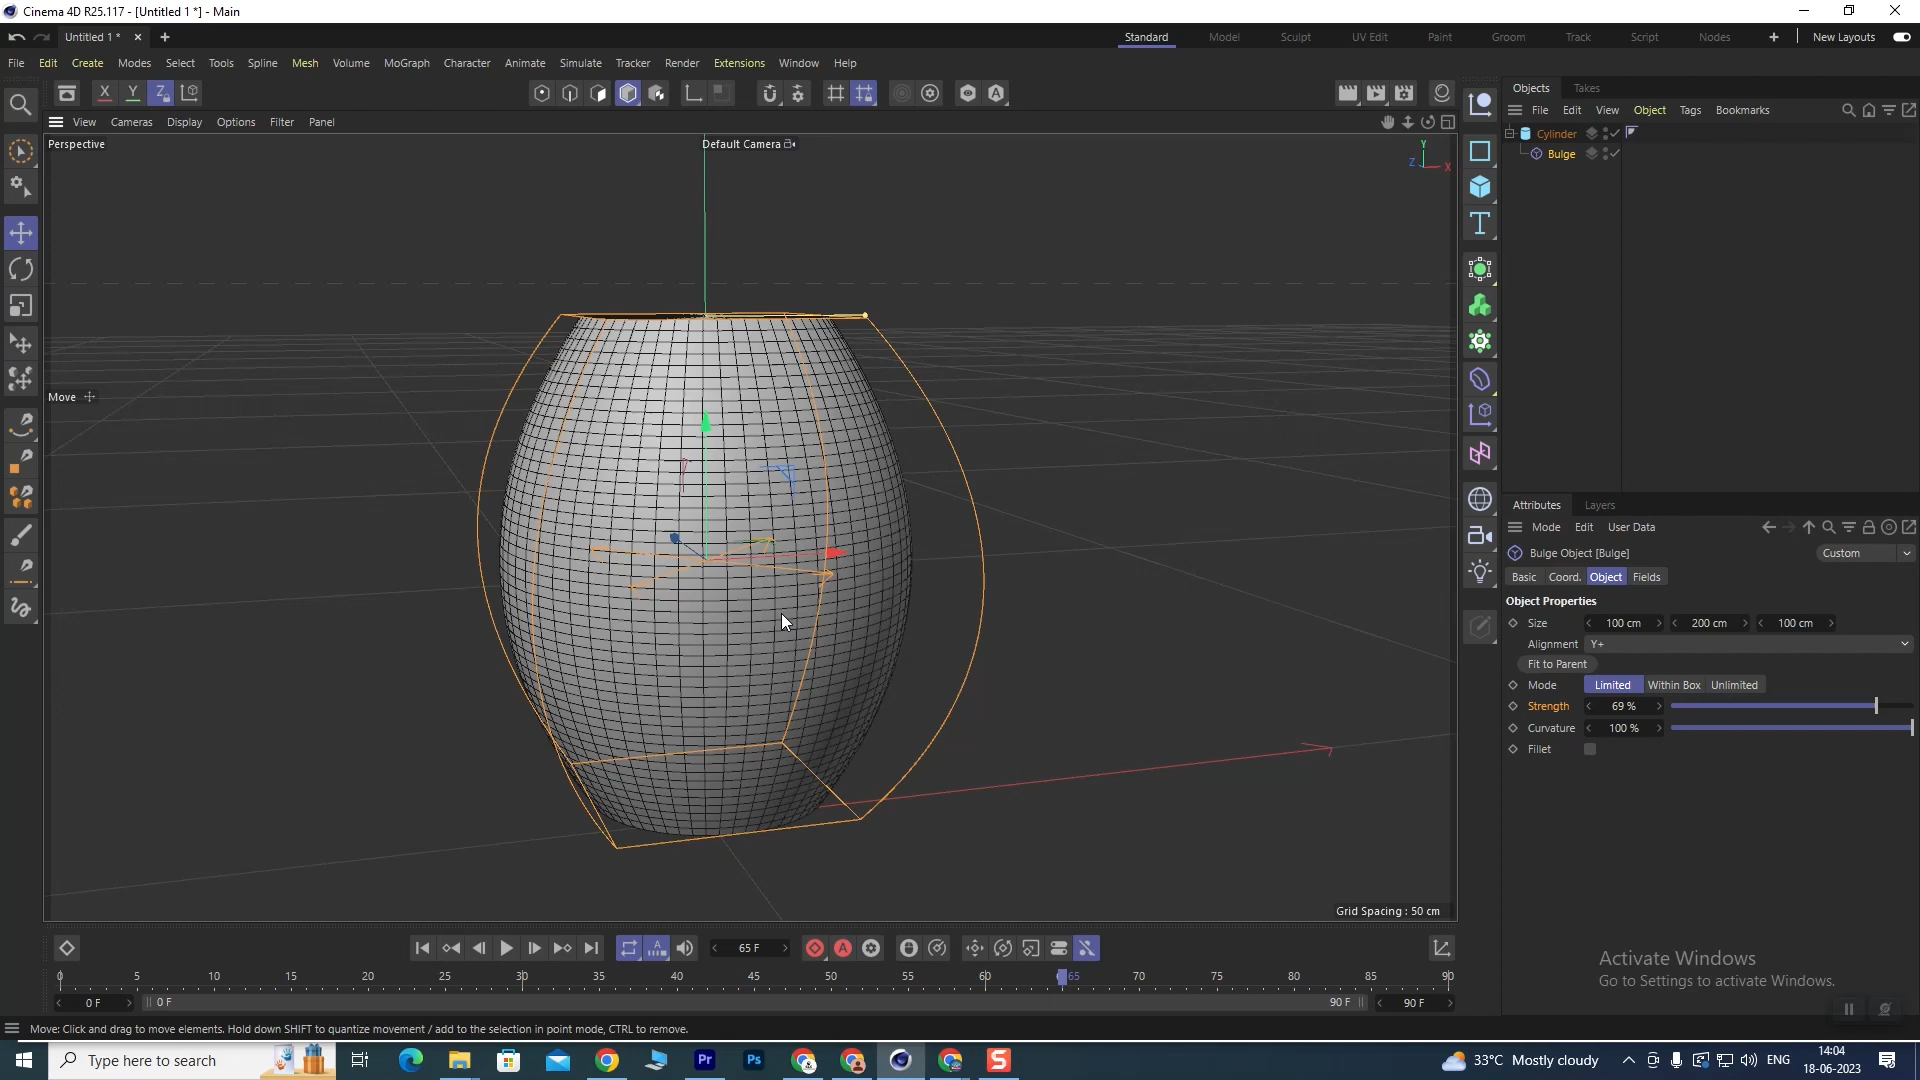 Cinema 4D R25.117 - [Untitled 1 *] - Main
Untitled 1 *
Standard Model Sculpt UV Edit Paint Groom Track Script Nodes New Layouts
File Edit Create Modes Select Tools Spline Mesh Volume MoGraph Character Animate Simulate Tracker Render Extensions Window Help
X Y Z
Objects Takes
File Edit View Object Tags Bookmarks
View Cameras Display Options Filter Panel
Perspective
Default Camera
Y
Z
X
Cylinder
Bulge
Move
Attributes Layers
Mode Edit User Data
Bulge Object [Bulge]
Custom
Basic Coord. Object Fields
Object Properties
Size 100 cm 200 cm 100 cm
Alignment Y+
Fit to Parent
Mode Limited Within Box Unlimited
Strength 69 %
Curvature 100 %
Fillet
Grid Spacing : 50 cm
65 F
0 5 10 15 20 25 30 35 40 45 50 55 60 65 70 75 80 85 90
0 F 0 F 90 F 90 F
Activate Windows
Go to Settings to activate Windows.
Move: Click and drag to move elements. Hold down SHIFT to quantize movement / add to the selection in point mode, CTRL to remove.
Type here to search
Pr
Ps
S
33°C Mostly cloudy
ENG
14:04
18-06-2023